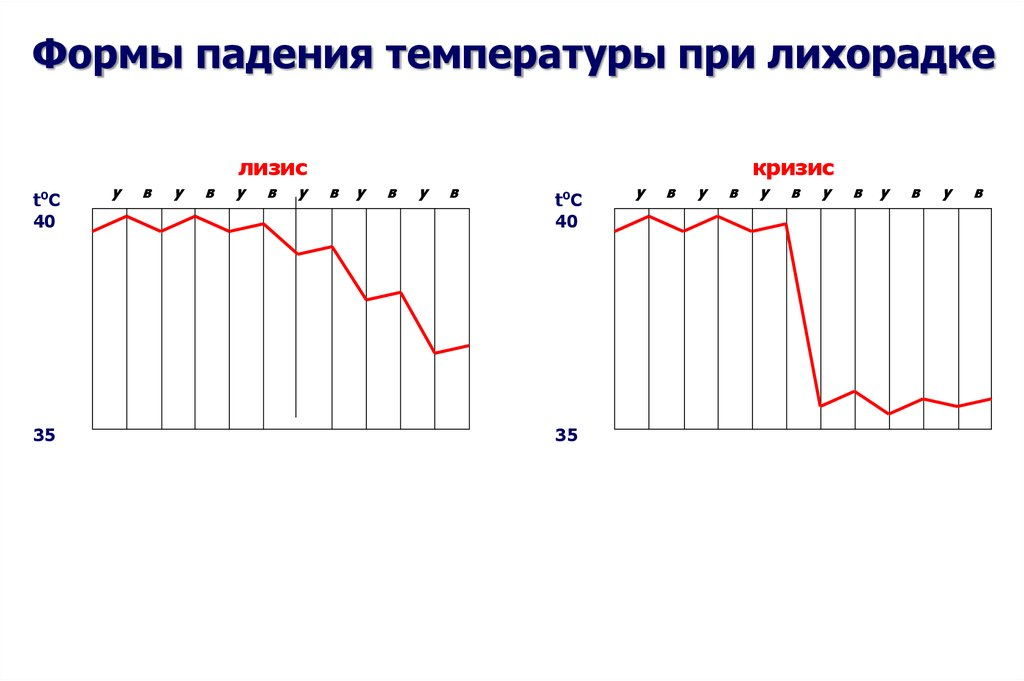 Формы падения температуры при лихорадке
лизис
у в у в у в у в у в у в
t⁰C
40
35
кризис
у в у в у в у в у в у в
t⁰C
40
35